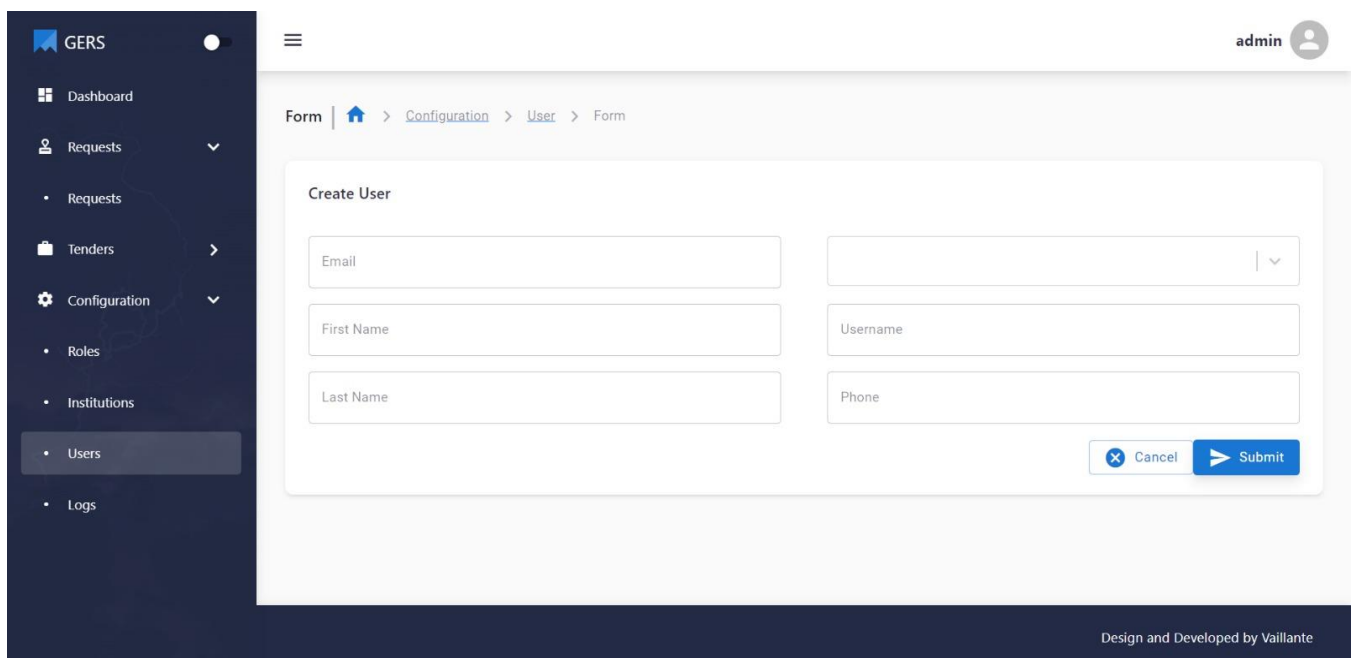 GERS
admin
Dashboard
Requests
Requests
Tenders
Configuration
Roles
Institutions
Users
Logs
Form | > Configuration > User > Form
Create User
Email
First Name
Username
Last Name
Phone
Cancel
Submit
Design and Developed by Vaillante